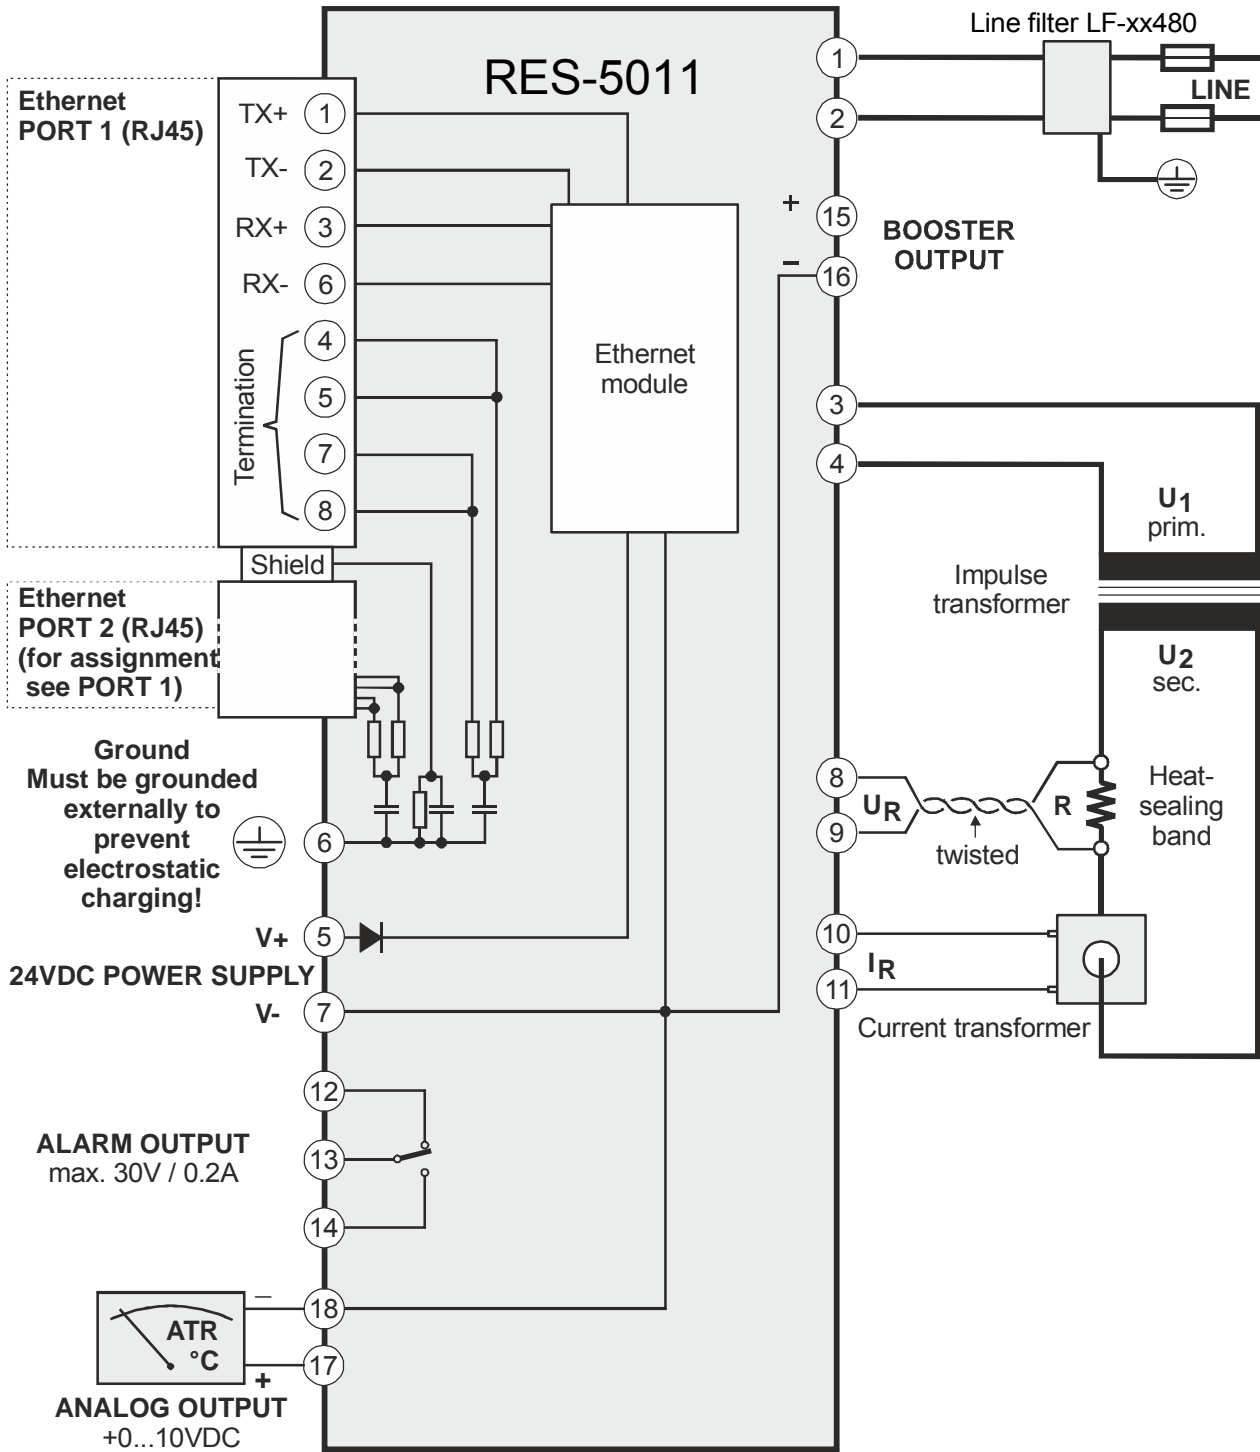 Line filter LF-xx480
RES-5011
1
2
LINE
Ethernet
PORT 1 (RJ45)
TX+ 1
TX- 2
RX+ 3
RX- 6
4
5
7
8
Termination
Ethernet
module
+
15
−
16
BOOSTER
OUTPUT
3
4
U1
prim.
Impulse
transformer
U2
sec.
Shield
Ethernet
PORT 2 (RJ45)
(for assignment
see PORT 1)
Ground
Must be grounded
externally to
prevent
electrostatic
charging!
6
8
9
UR
twisted
R
Heat-
sealing
band
V+ 5
24VDC POWER SUPPLY
V- 7
10
11
IR
Current transformer
12
13
14
ALARM OUTPUT
max. 30V / 0.2A
− 18
ATR
°C
+ 17
ANALOG OUTPUT
+0...10VDC